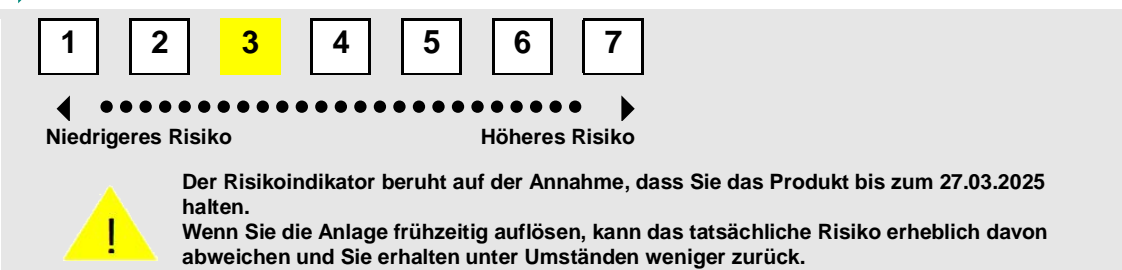 1 2 3 4 5 6 7
Niedrigeres Risiko Höheres Risiko
Der Risikoindikator beruht auf der Annahme, dass Sie das Produkt bis zum 27.03.2025
halten.
Wenn Sie die Anlage frühzeitig auflösen, kann das tatsächliche Risiko erheblich davon
abweichen und Sie erhalten unter Umständen weniger zurück.
!